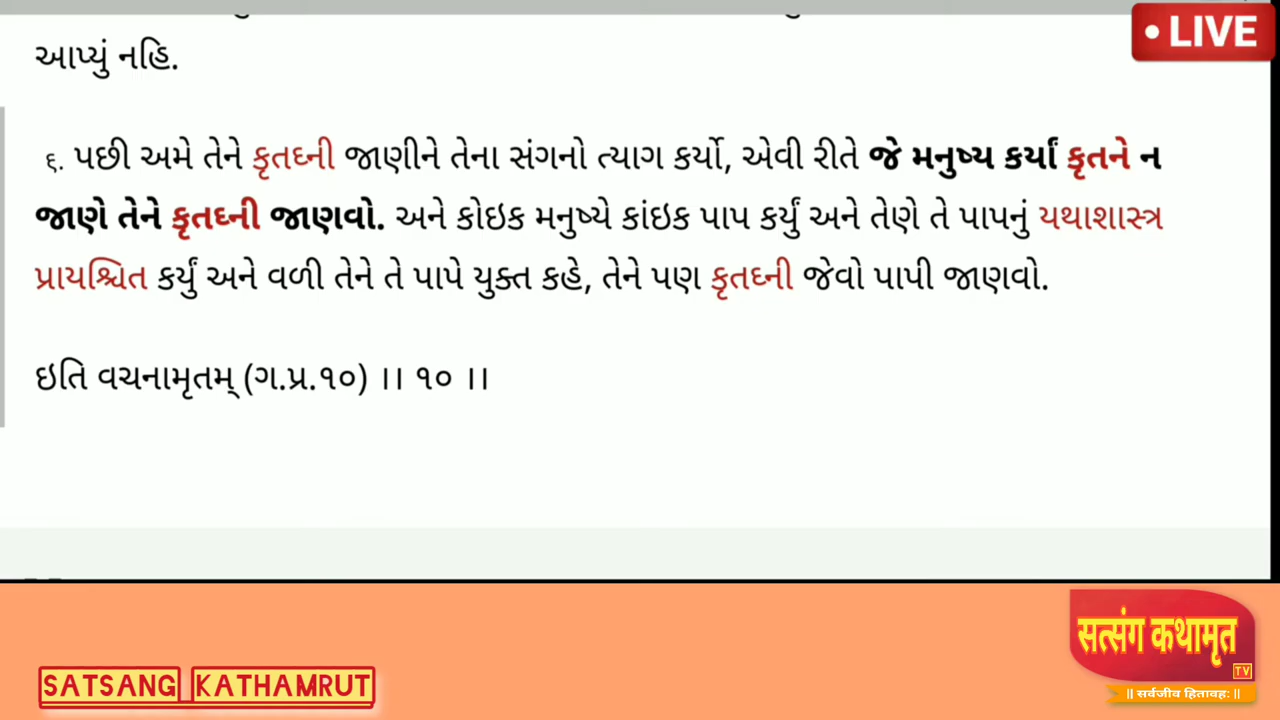 • LIVE
આપ્યું નહિ.
૬. પછી અમે તેને કૃતઘ્ની જાણીને તેના સંગનો ત્યાગ કર્યો, એવી રીતે જે મનુષ્ય કર્યાં કૃતને ન
જાણે તેને કૃતઘ્ની જાણવો. અને કોઇક મનુષ્યે કાંઇક પાપ કર્યું અને તેણે તે પાપનું યથાશાસ્ત્ર
પ્રાયશ્ચિત કર્યું અને વળી તેને તે પાપે યુક્ત કહે, તેને પણ કૃતઘ્ની જેવો પાપી જાણવો.
ઇતિ વચનામૃતમ્ (ગ.પ્ર.૧૦) ।। ૧૦ ।।
सत्संग कथामृत
TV
|| सर्वजीव हितावहः ||
SATSANG KATHAMRUT